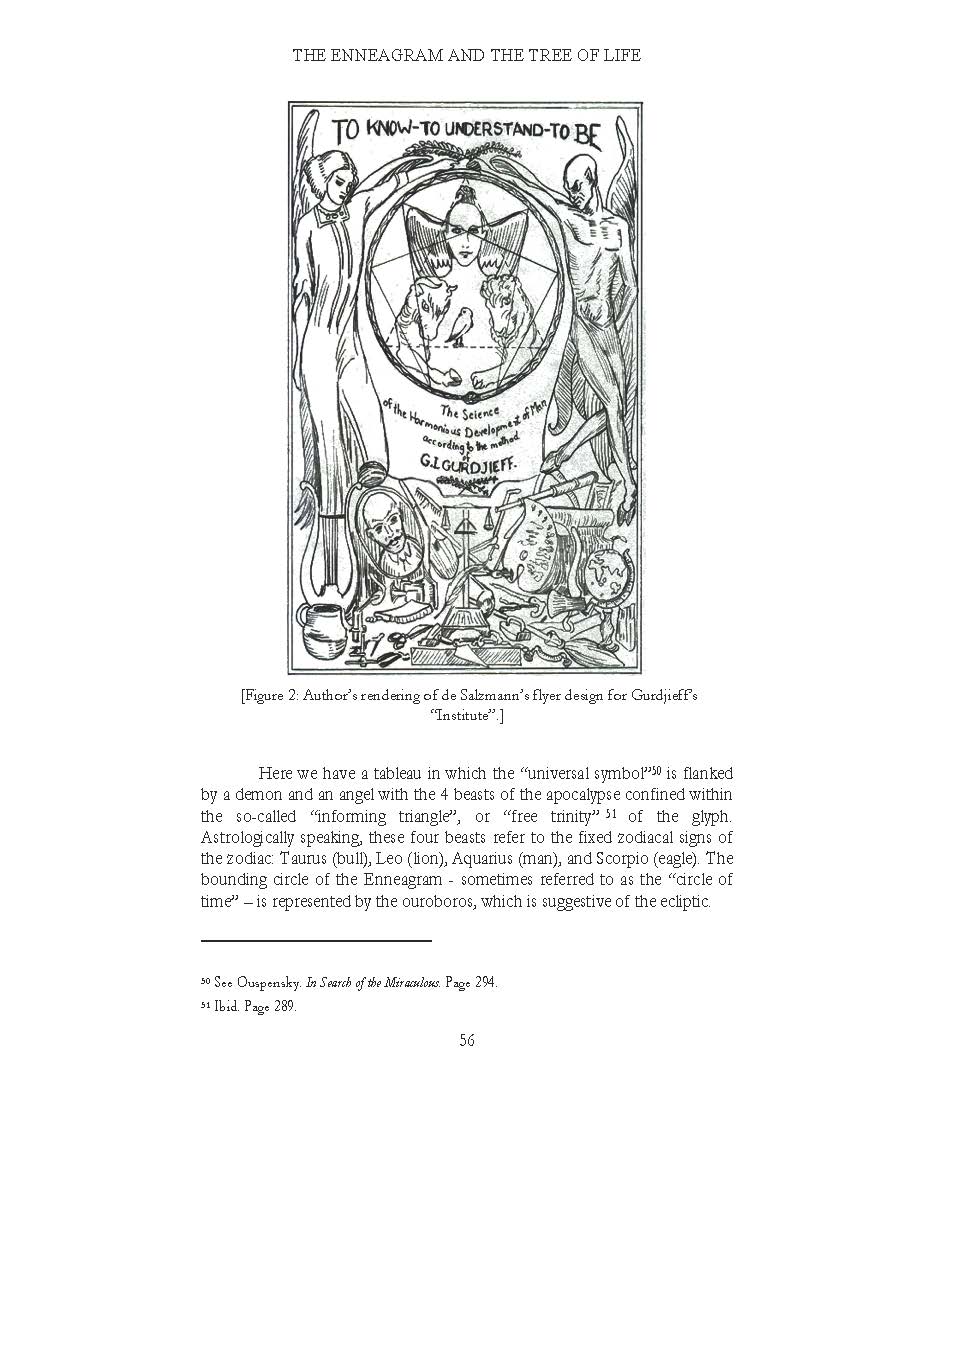 THE ENNEAGRAM AND THE TREE OF LIFE
TO KNOW-TO UNDERSTAND-TO BE
The Science
of the Harmonious Development of Man
according to the method
of
G.I.GURDJIEFF.
[Figure 2: Author’s rendering of de Salzmann’s flyer design for Gurdjieff’s
“Institute”.]
Here we have a tableau in which the “universal symbol”50 is flanked
by a demon and an angel with the 4 beasts of the apocalypse confined within
the so-called “informing triangle”, or “free trinity” 51 of the glyph.
Astrologically speaking, these four beasts refer to the fixed zodiacal signs of
the zodiac: Taurus (bull), Leo (lion), Aquarius (man), and Scorpio (eagle). The
bounding circle of the Enneagram - sometimes referred to as the “circle of
time” – is represented by the ouroboros, which is suggestive of the ecliptic.
50 See Ouspensky. In Search of the Miraculous. Page 294.
51 Ibid. Page 289.
56